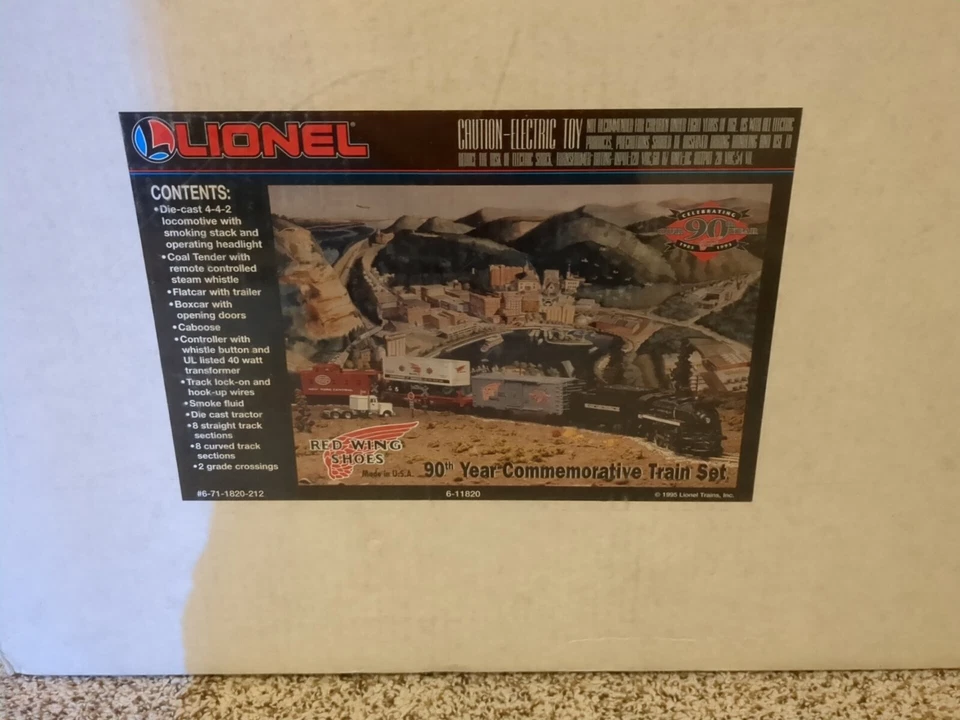 LIONEL®
CAUTION-ELECTRIC TOY
CONTENTS:
•Die-cast 4-4-2
locomotive with
smoking stack and
operating headlight
•Coal Tender with
remote controlled
steam whistle
•Flatcar with trailer
•Boxcar with
opening doors
•Caboose
•Controller with
whistle button and
UL listed 40 watt
transformer
•Track lock-on and
hook-up wires
•Smoke fluid
•Die cast tractor
•8 straight track
sections
•8 curved track
sections
•2 grade crossings
CELEBRATING
90
1905 1995
RED WING
SHOES
Made in U.S.A.
90th Year Commemorative Train Set
#6-71-1820-212
6-11820
© 1995 Lionel Trains, Inc.